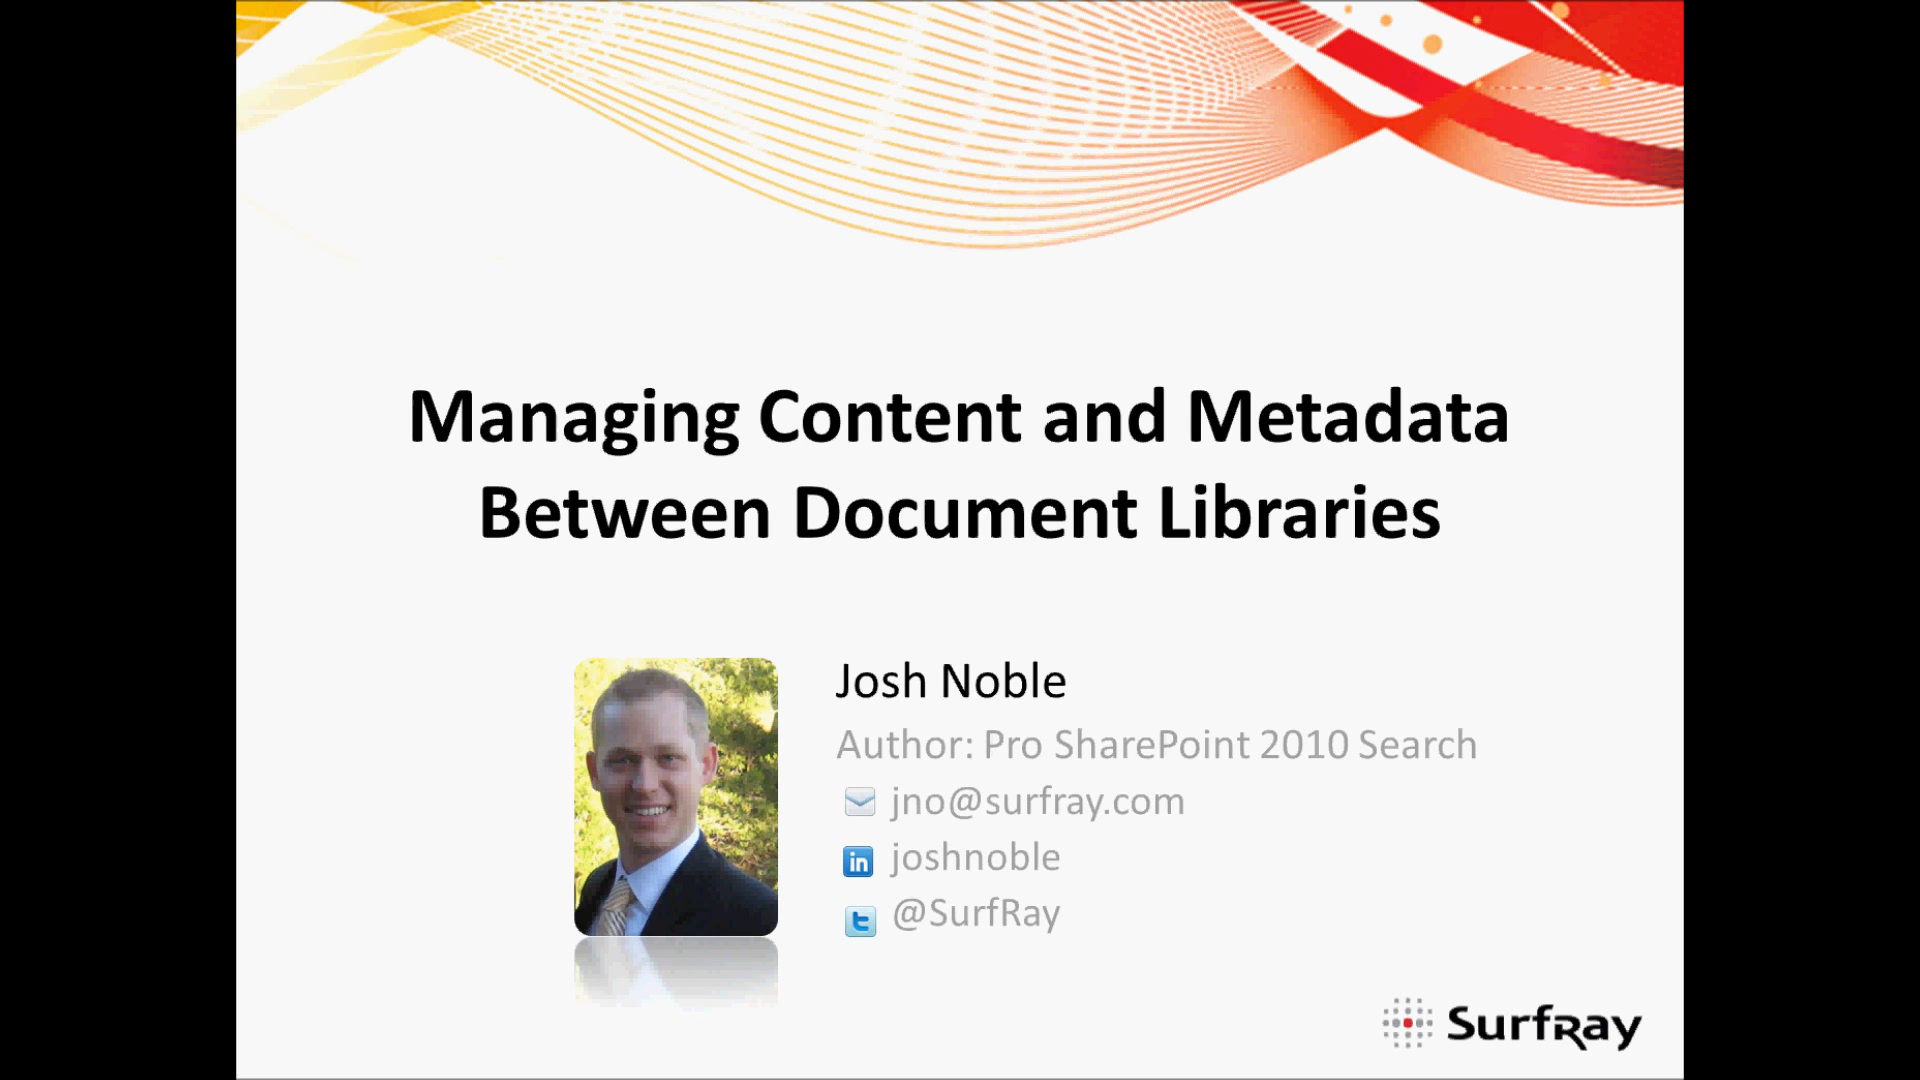 Managing Content and Metadata
Between Document Libraries
Josh Noble
Author: Pro SharePoint 2010 Search
jno@surfray.com
in joshnoble
@SurfRay
SurfRay